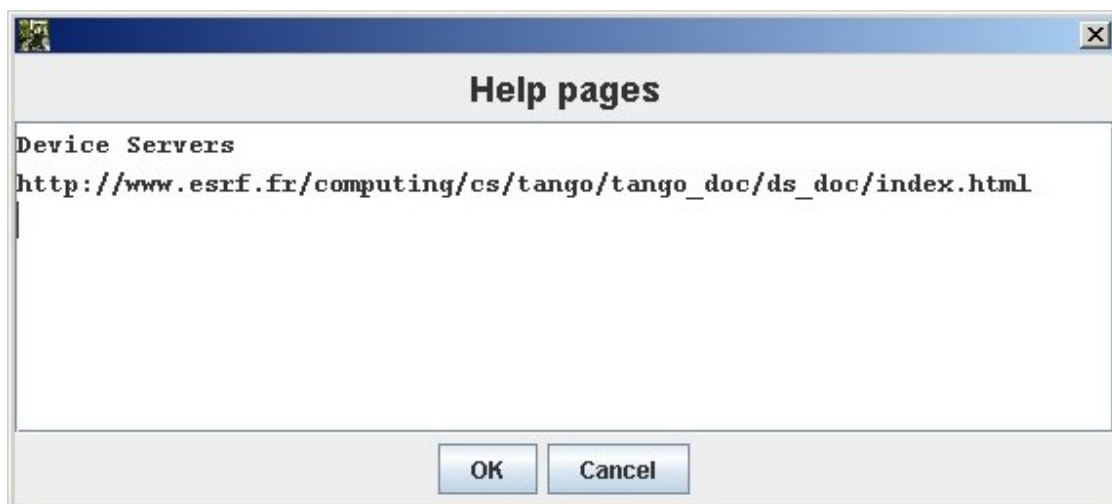 Help pages
Device Servers
http://www.esrf.fr/computing/cs/tango/tango_doc/ds_doc/index.html
OK Cancel